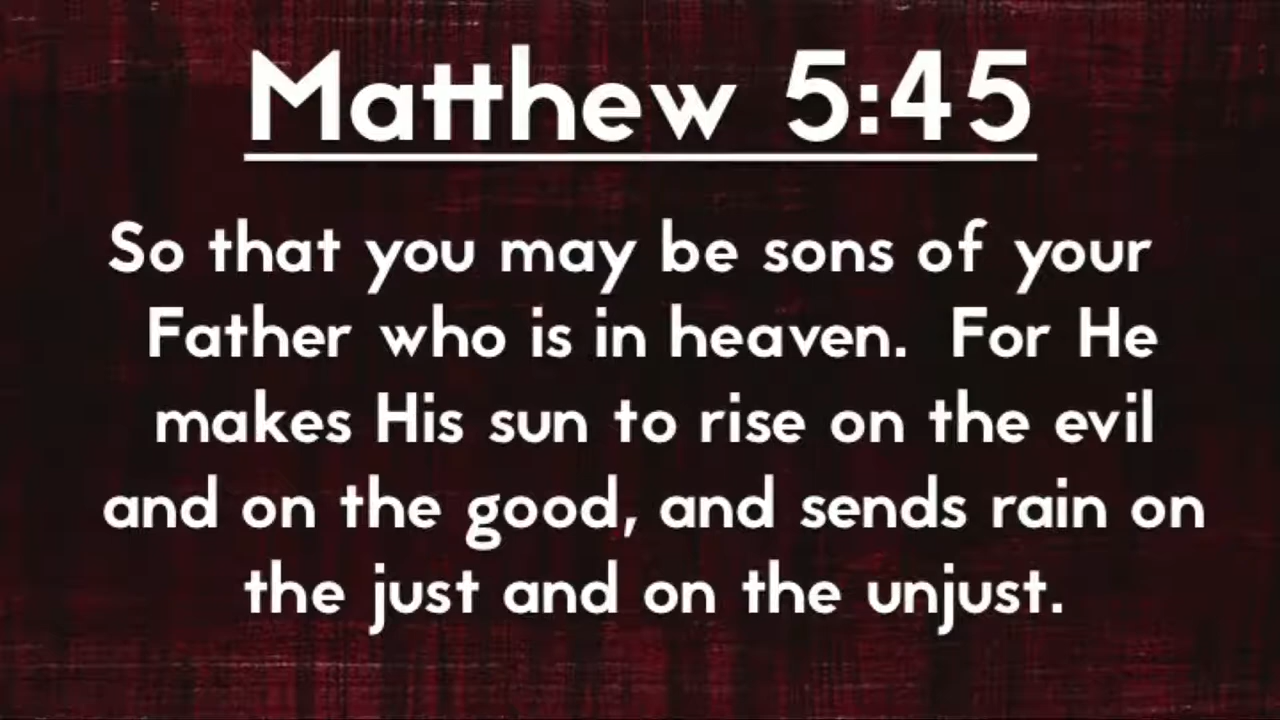 Matthew 5:45
So that you may be sons of your
Father who is in heaven.  For He
makes His sun to rise on the evil
and on the good, and sends rain on
the just and on the unjust.